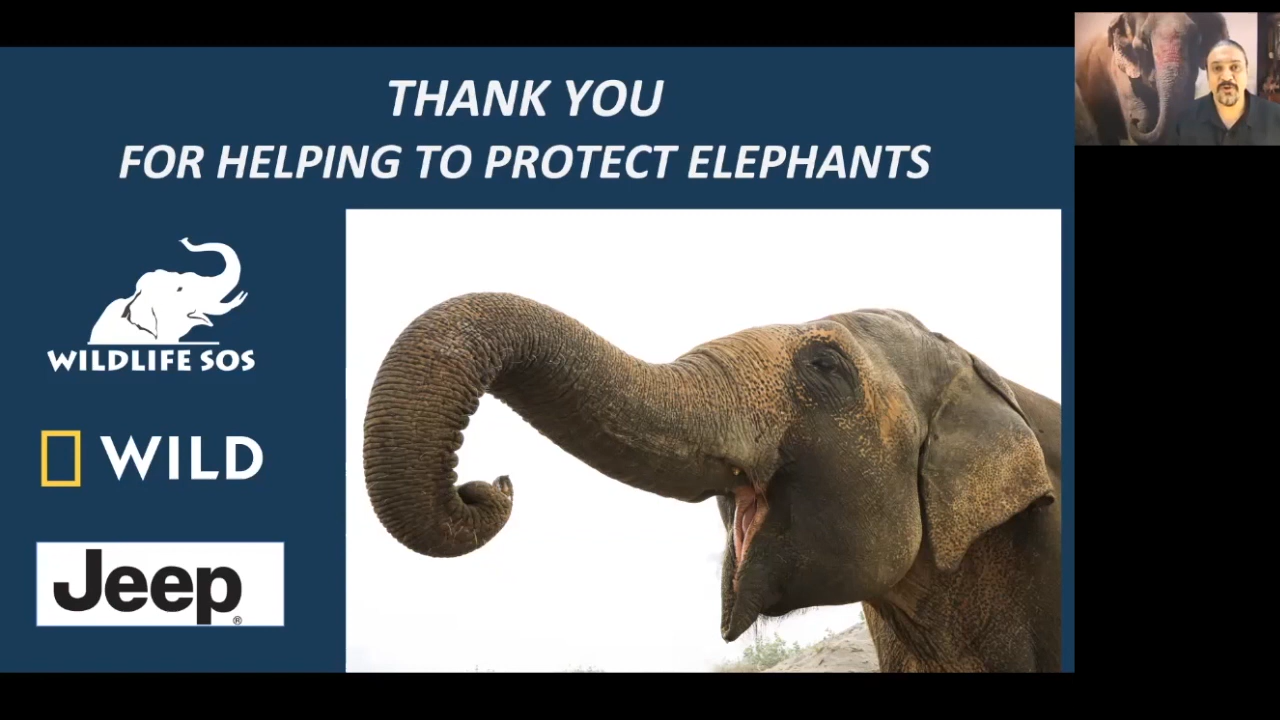 THANK YOU
FOR HELPING TO PROTECT ELEPHANTS
WILDLIFE SOS
WILD
Jeep®